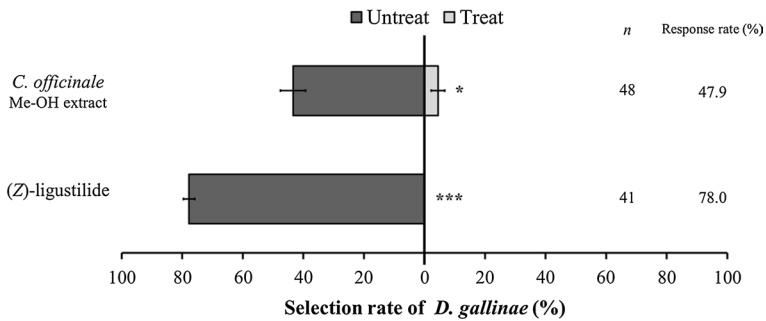 Untreat Treat
n Response rate (%)
C. officinale
Me-OH extract
* 48 47.9
(Z)-ligustilide
*** 41 78.0
100 80 60 40 20 0 20 40 60 80 100
Selection rate of D. gallinae (%)